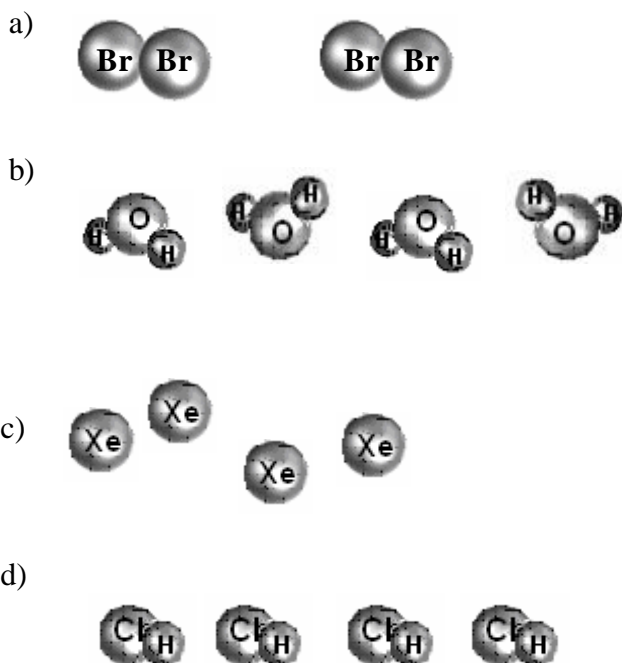 a)
Br Br Br Br
b)
H O H H O H H O H H O H
c)
Xe Xe Xe Xe
d)
Cl H Cl H Cl H Cl H